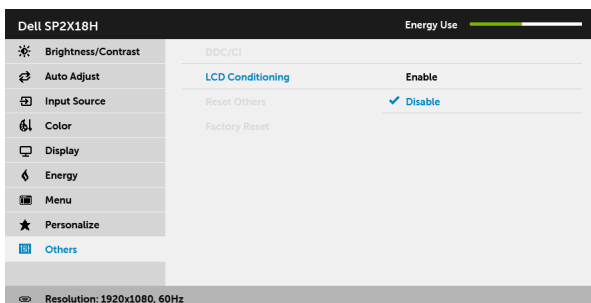 Dell SP2X18H
Energy Use
Brightness/Contrast
DDC/CI
Auto Adjust
LCD Conditioning
Enable
Input Source
Reset Others
Disable
Color
Factory Reset
Display
Energy
Menu
Personalize
Others
Resolution: 1920x1080, 60Hz